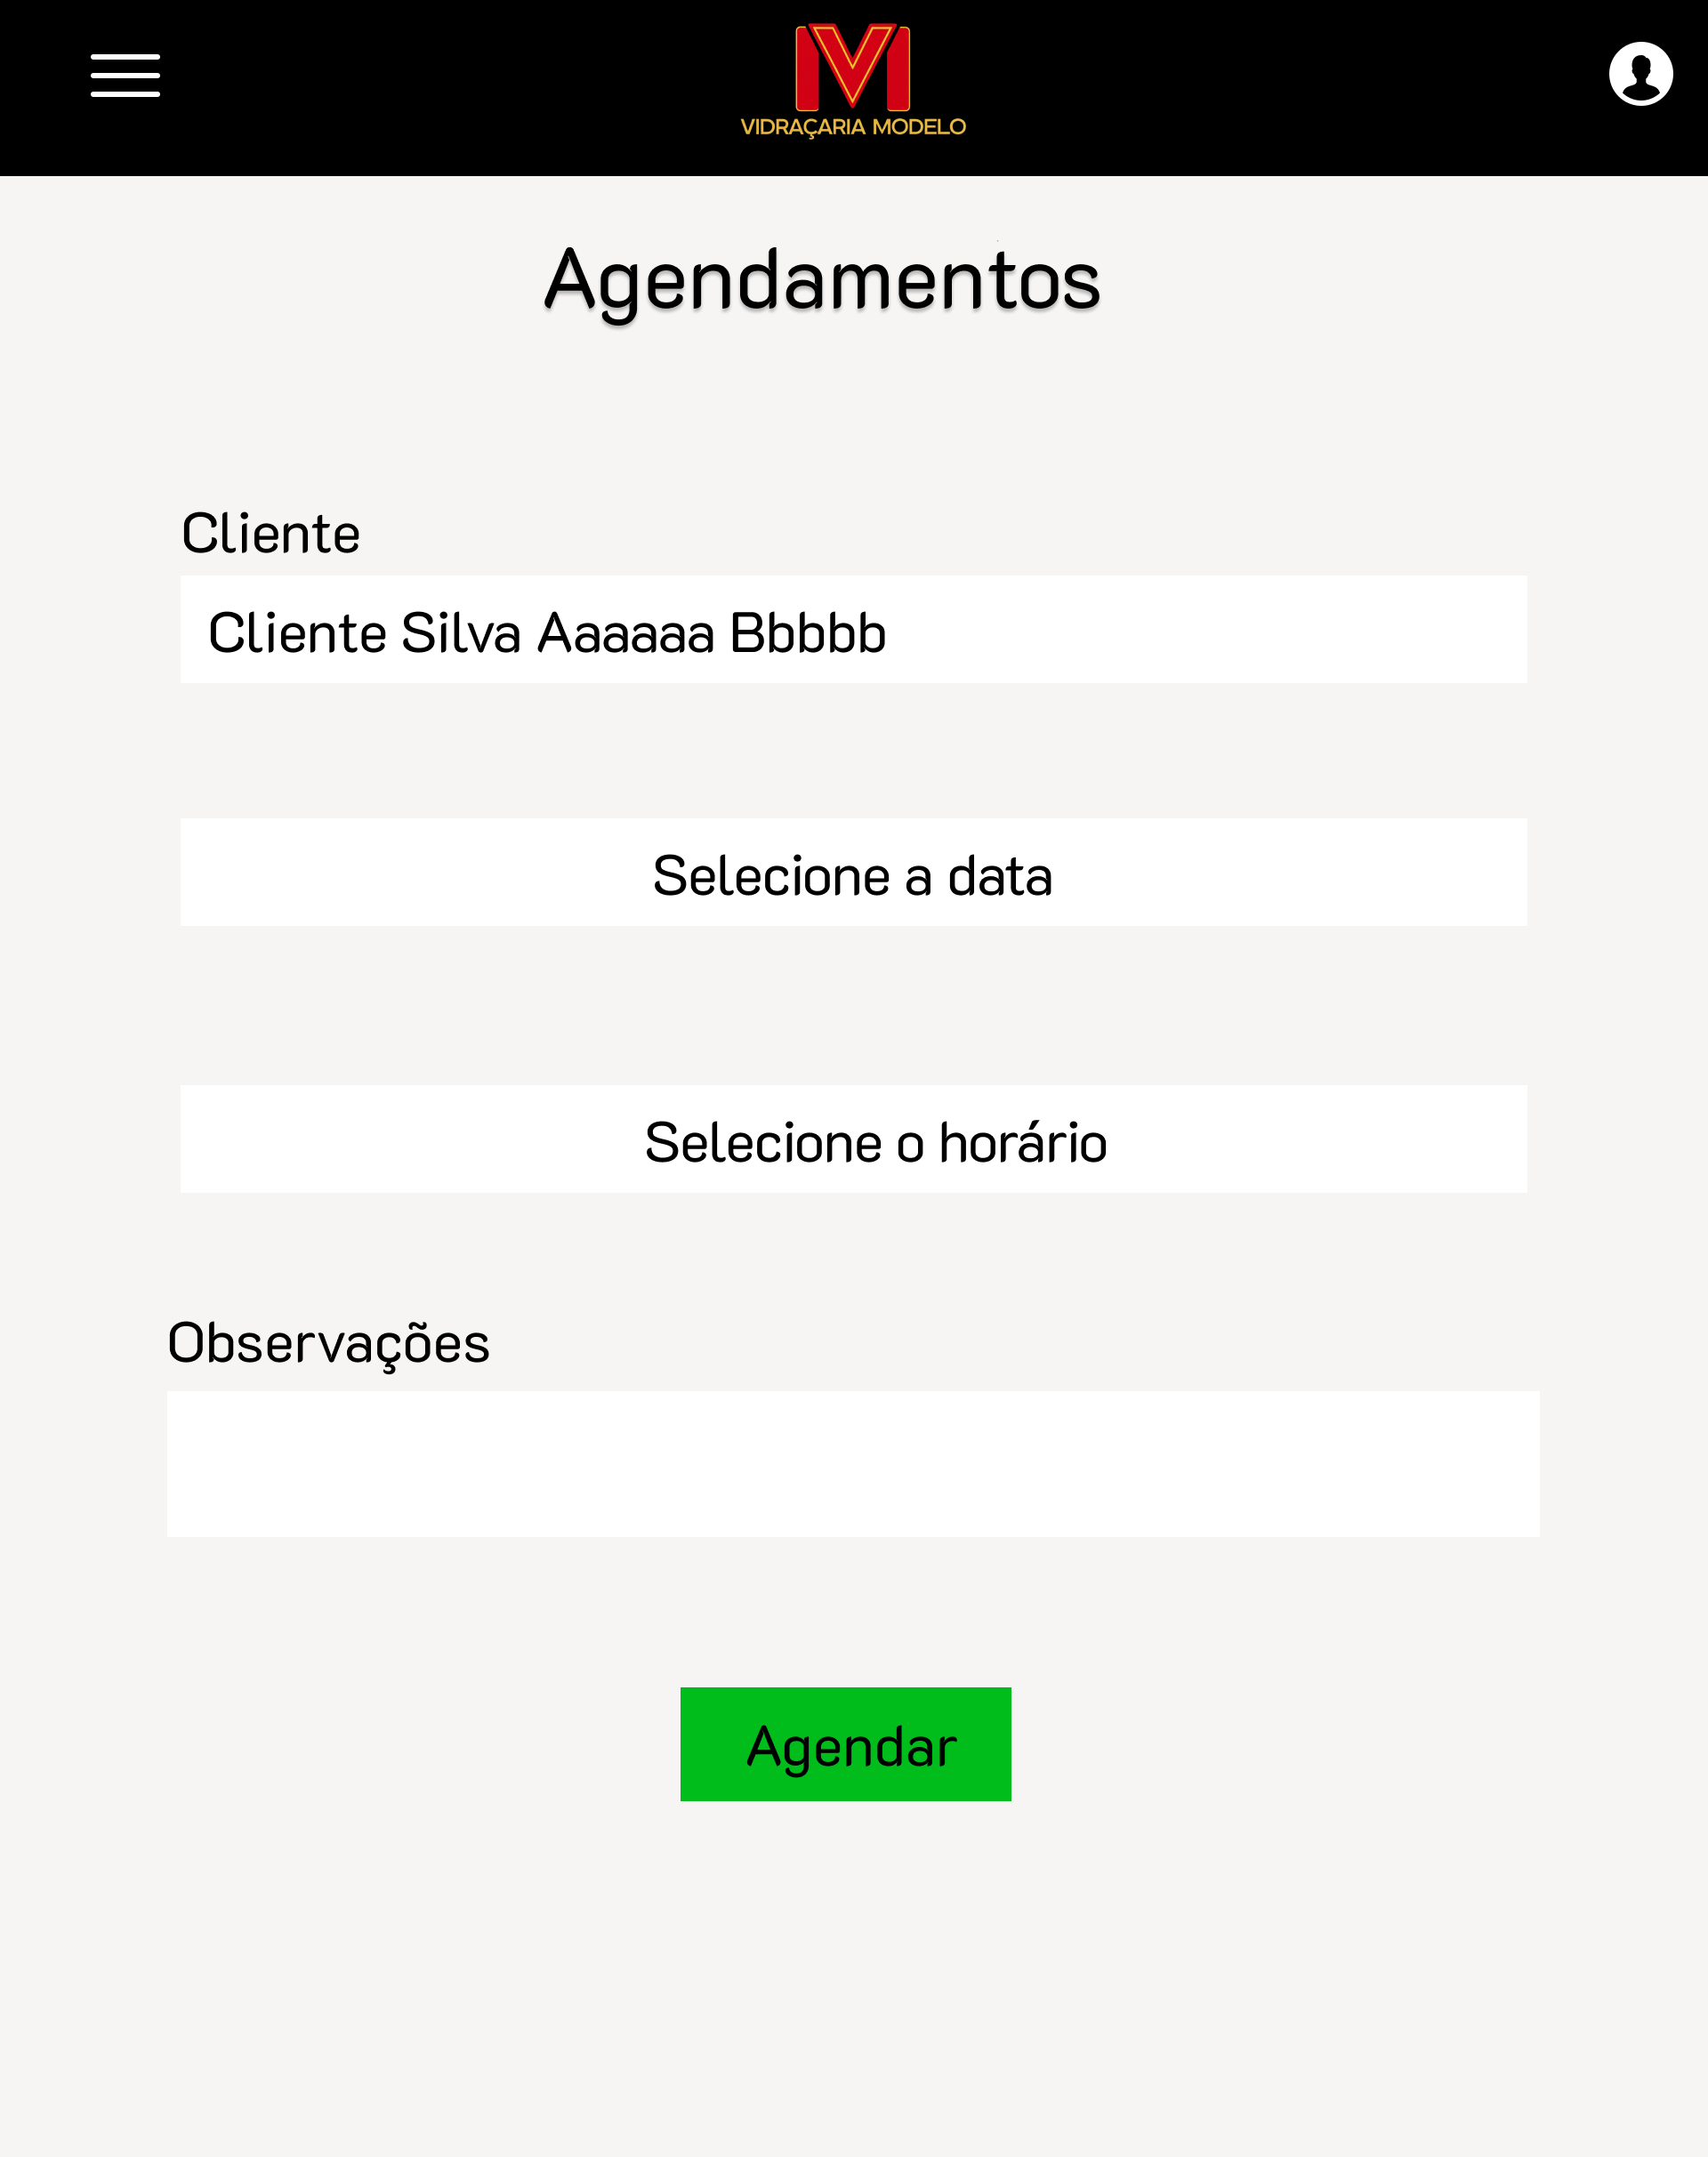 VIDRAÇARIA MODELO
Agendamentos
Cliente
Cliente Silva Aaaaaa Bbbbb
Selecione a data
Selecione o horário
Observações
Agendar